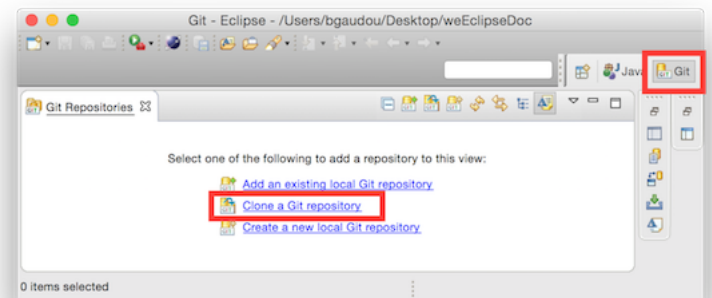 Git - Eclipse - /Users/bgaudou/Desktop/weEclipseDoc
Java
Git
Git Repositories
Select one of the following to add a repository to this view:
Add an existing local Git repository
Clone a Git repository
Create a new local Git repository
0 items selected